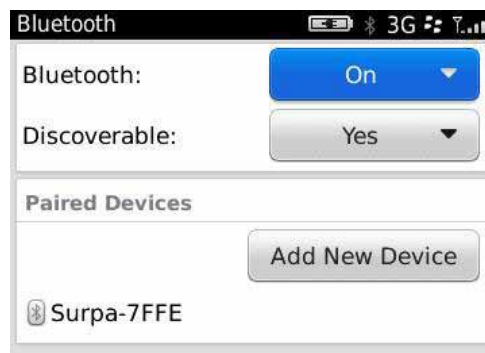 Bluetooth 3G
Bluetooth: On
Discoverable: Yes
Paired Devices
Add New Device
Surpa-7FFE